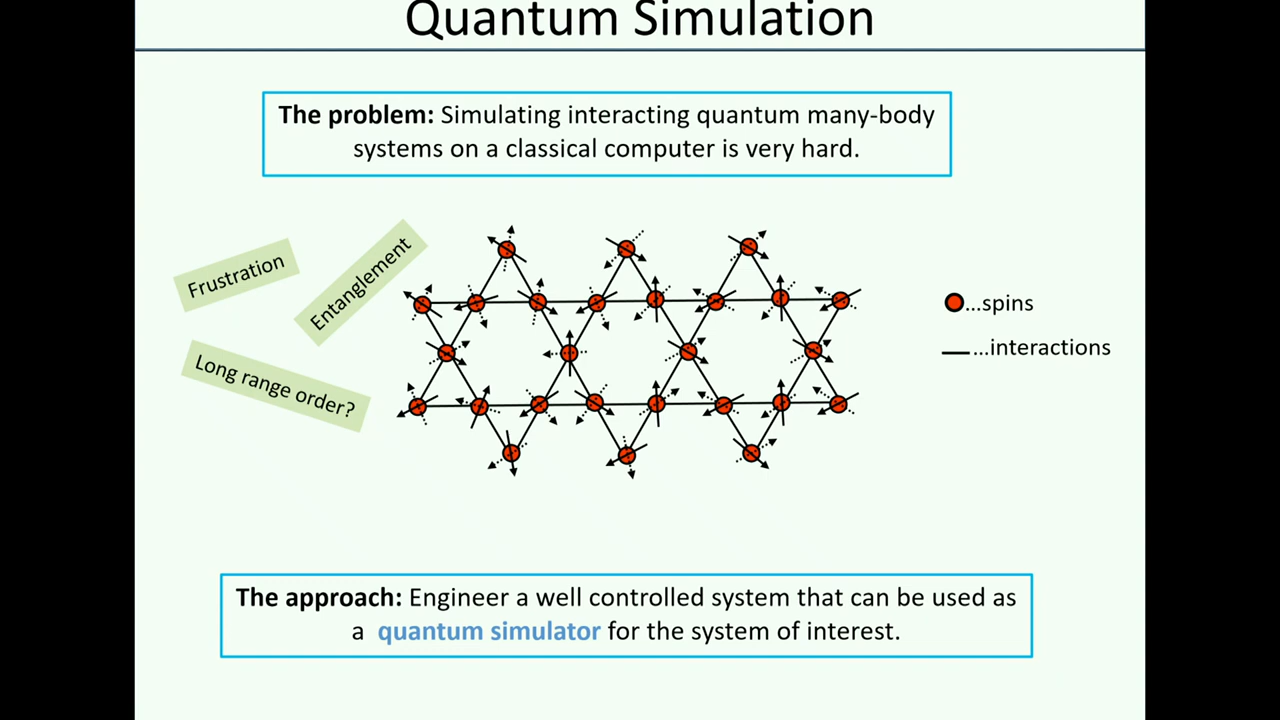 Quantum Simulation
The problem: Simulating interacting quantum many-body
systems on a classical computer is very hard.
Frustration
Entanglement
Long range order?
...spins
...interactions
The approach: Engineer a well controlled system that can be used as
a quantum simulator for the system of interest.